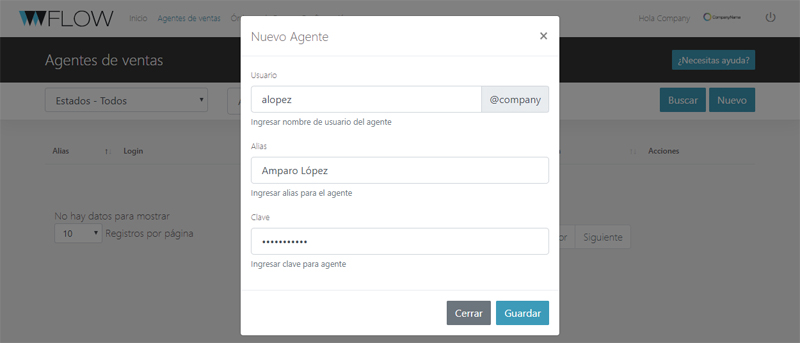 WFLOW Inicio Agentes de ventas Hola Company CompanyName
Nuevo Agente ×
Agentes de ventas ¿Necesitas ayuda?
Usuario
Estados - Todos alopez @company Buscar Nuevo
Ingresar nombre de usuario del agente
Alias Login Alias Acciones
Amparo López
Ingresar alias para el agente
No hay datos para mostrar Clave
10 Registros por página ••••••••••• Siguiente
Ingresar clave para agente
Cerrar Guardar